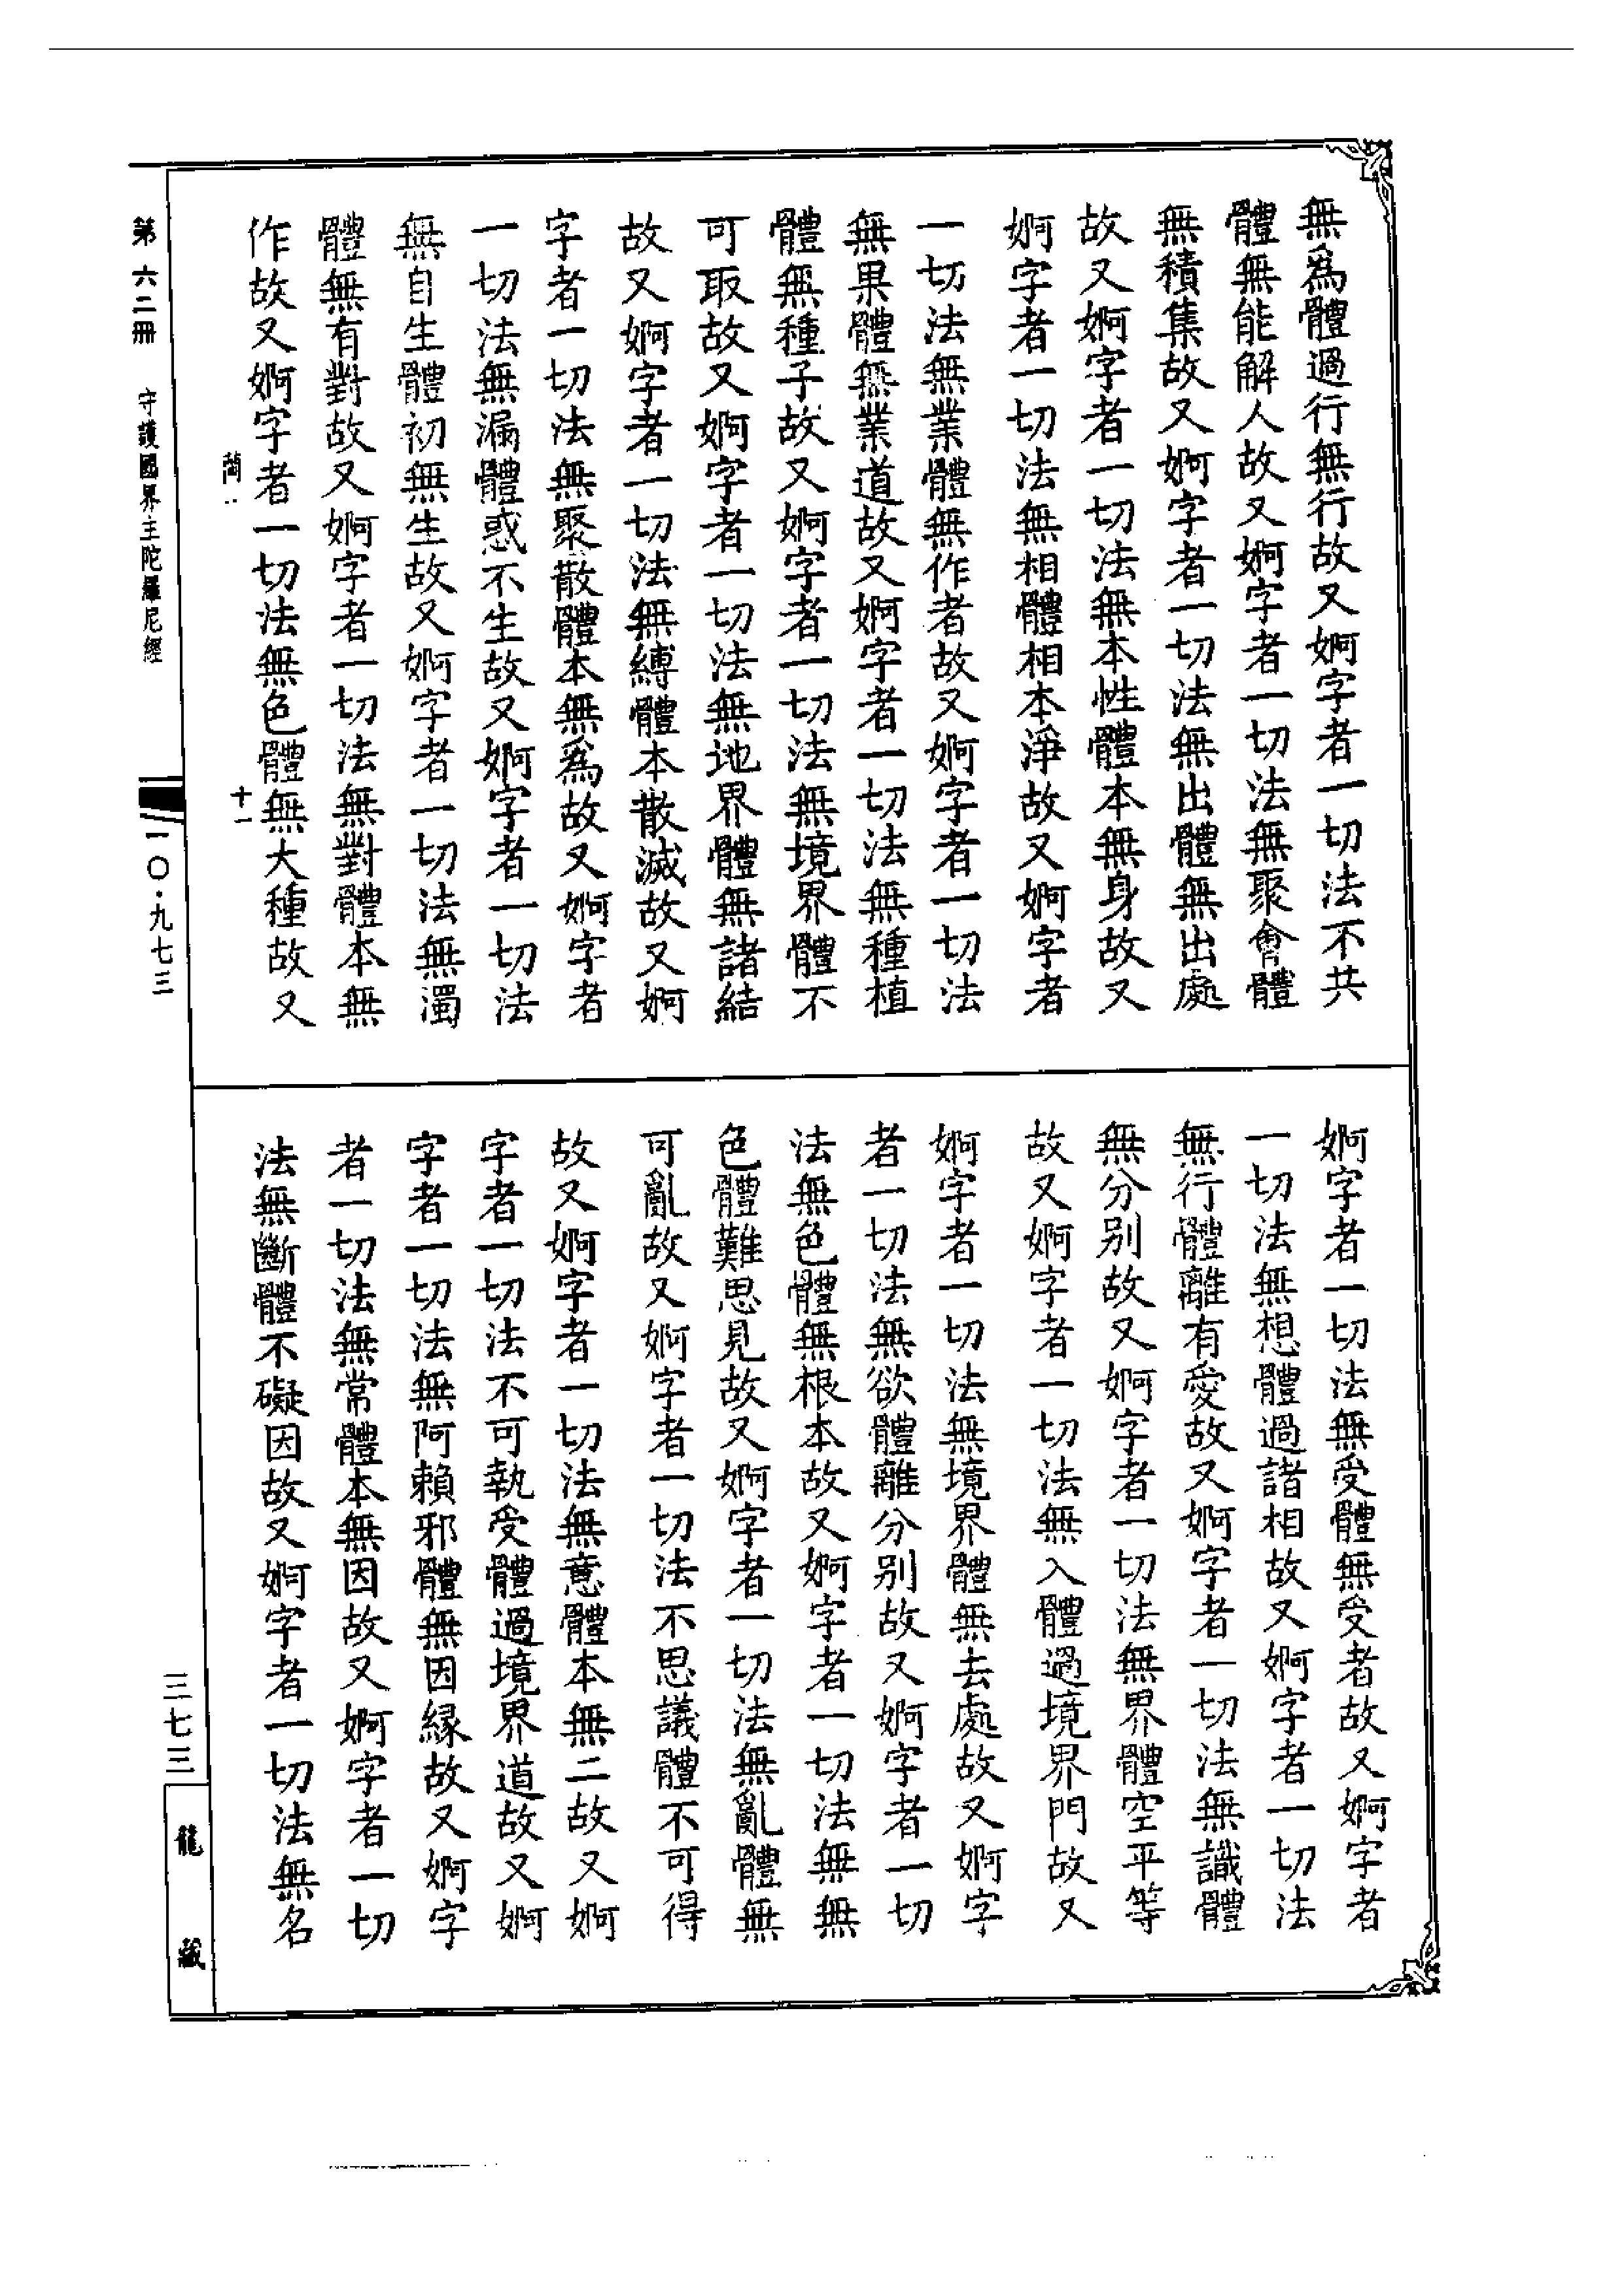 無爲體過行無行故又婀字者一切法不共
體無能解人故又婀字者一切法無聚會體
無積集故又婀字者一切法無出體無出處
故又婀字者一切法無本性體本無身故又
婀字者一切法無相體相本淨故又婀字者
一切法無業體無作者故又婀字者一切法
無果體無業道故又婀字者一切法無種植
體無種子故又婀字者一切法無境界體不
可取故又婀字者一切法無地界體無諸結
故又婀字者一切法無縛體本散滅故又婀
字者一切法無聚散體本無爲故又婀字者
一切法無漏體惑不生故又婀字者一切法
無自生體初無生故又婀字者一切法無濁
體無有對故又婀字者一切法無對體本無
作故又婀字者一切法無色體無大種故又
十一
第六二冊 守護國界主陀羅尼經
一〇·九七三
婀字者一切法無受體無受者故又婀字者
一切法無想體過諸相故又婀字者一切法
無行體離有愛故又婀字者一切法無識體
無分别故又婀字者一切法無界體空平等
故又婀字者一切法無入體過境界門故又
婀字者一切法無境界體無去處故又婀字
者一切法無欲體離分别故又婀字者一切
法無色體無根本故又婀字者一切法無無
色體難思見故又婀字者一切法無亂體無
可亂故又婀字者一切法不思議體不可得
故又婀字者一切法無意體本無二故又婀
字者一切法不可執受體過境界道故又婀
字者一切法無阿賴邪體無因緣故又婀字
者一切法無常體本無因故又婀字者一切
法無斷體不礙因故又婀字者一切法無名
三七三
龍藏